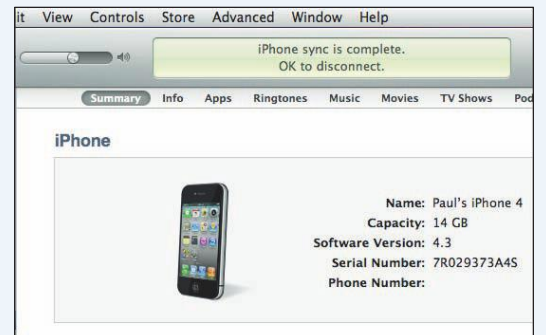 it View Controls Store Advanced Window Help
iPhone sync is complete.
OK to disconnect.
Summary Info Apps Ringtones Music Movies TV Shows Pod
iPhone
Name: Paul's iPhone 4
Capacity: 14 GB
Software Version: 4.3
Serial Number: 7R029373A4S
Phone Number: